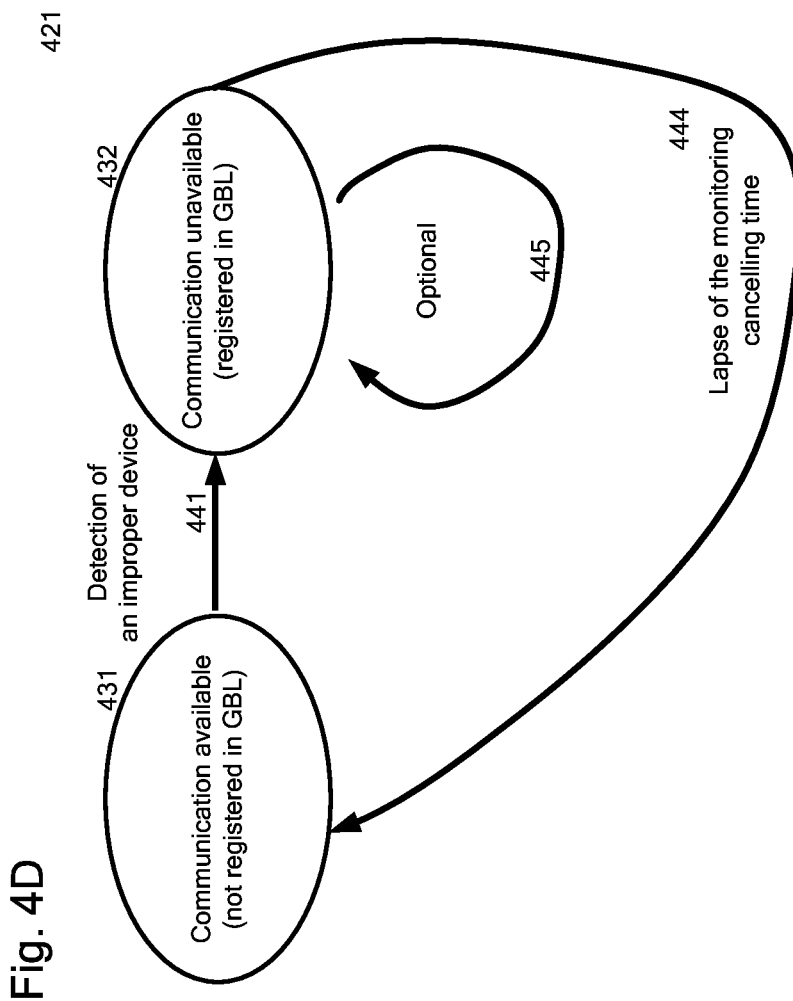 Fig. 4D
421
431
Communication available
(not registered in GBL)
Detection of
an improper device
441
432
Communication unavailable
(registered in GBL)
Optional
445
444
Lapse of the monitoring
cancelling time